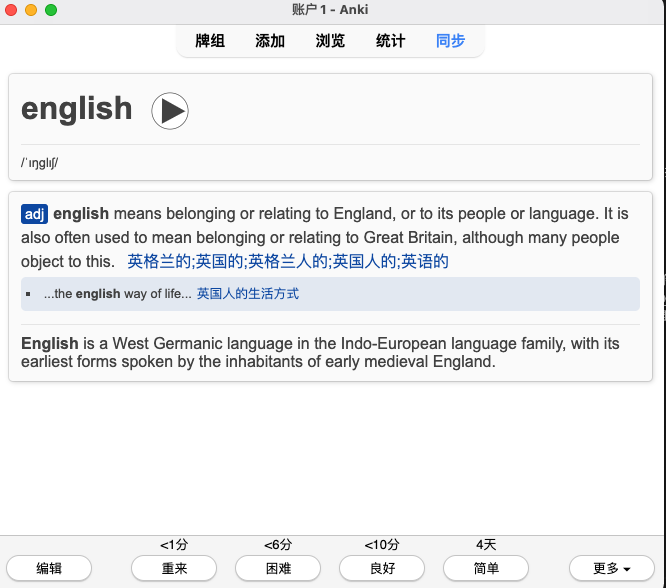 账户 1 - Anki
牌组 添加 浏览 统计 同步
english
/ˈɪŋɡlɪʃ/
adj english means belonging or relating to England, or to its people or language. It is
also often used to mean belonging or relating to Great Britain, although many people
object to this. 英格兰的;英国的;英格兰人的;英国人的;英语的
...the english way of life... 英国人的生活方式
English is a West Germanic language in the Indo-European language family, with its
earliest forms spoken by the inhabitants of early medieval England.
<1分 <6分 <10分 4天
编辑 重来 困难 良好 简单 更多